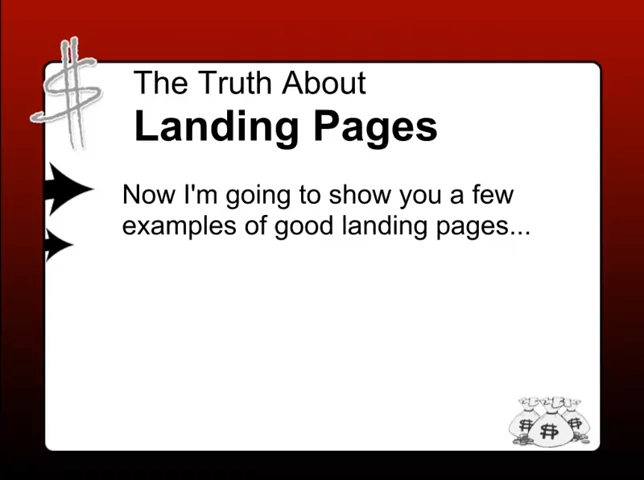 The Truth About
Landing Pages
Now I'm going to show you a few
examples of good landing pages...